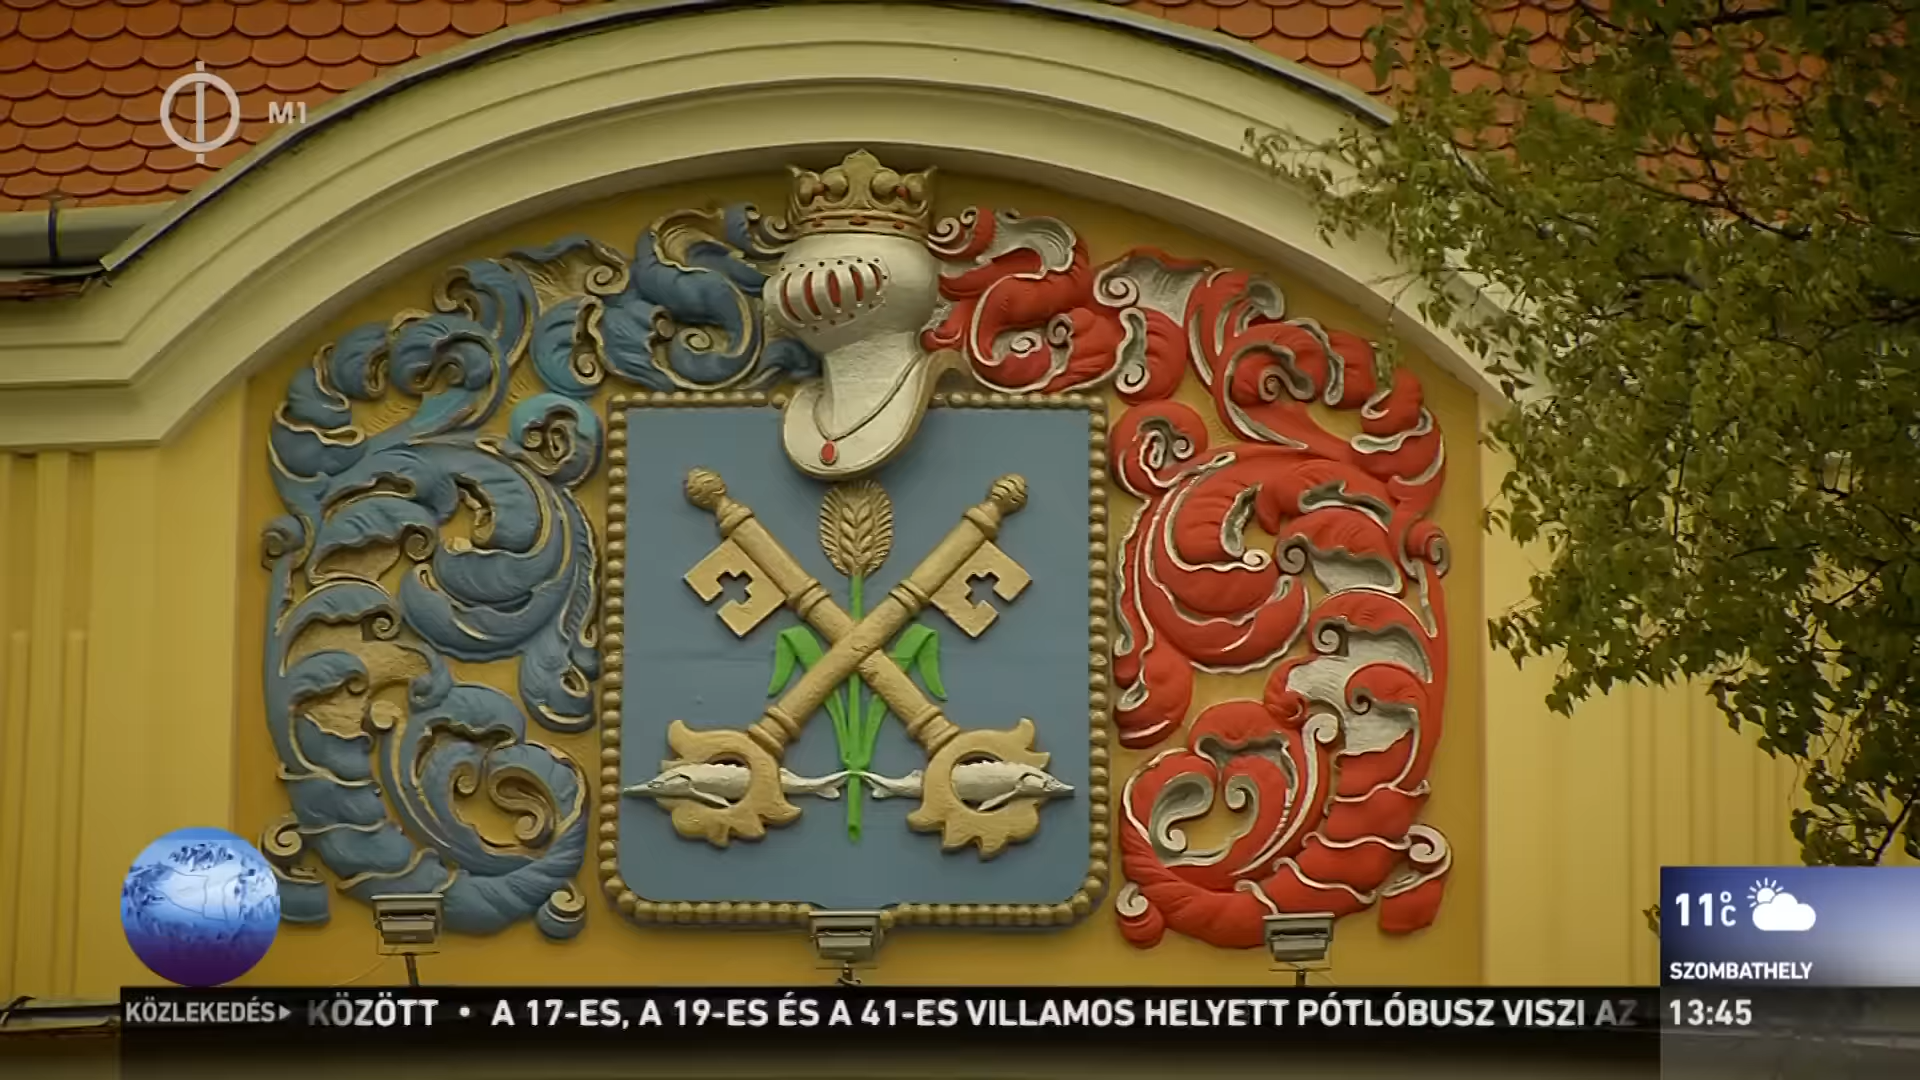 M1
11°C
SZOMBATHELY
KÖZLEKEDÉS
KÖZÖTT • A 17-ES, A 19-ES ÉS A 41-ES VILLAMOS HELYETT PÓTLÓBUSZ VISZI AZ
13:45